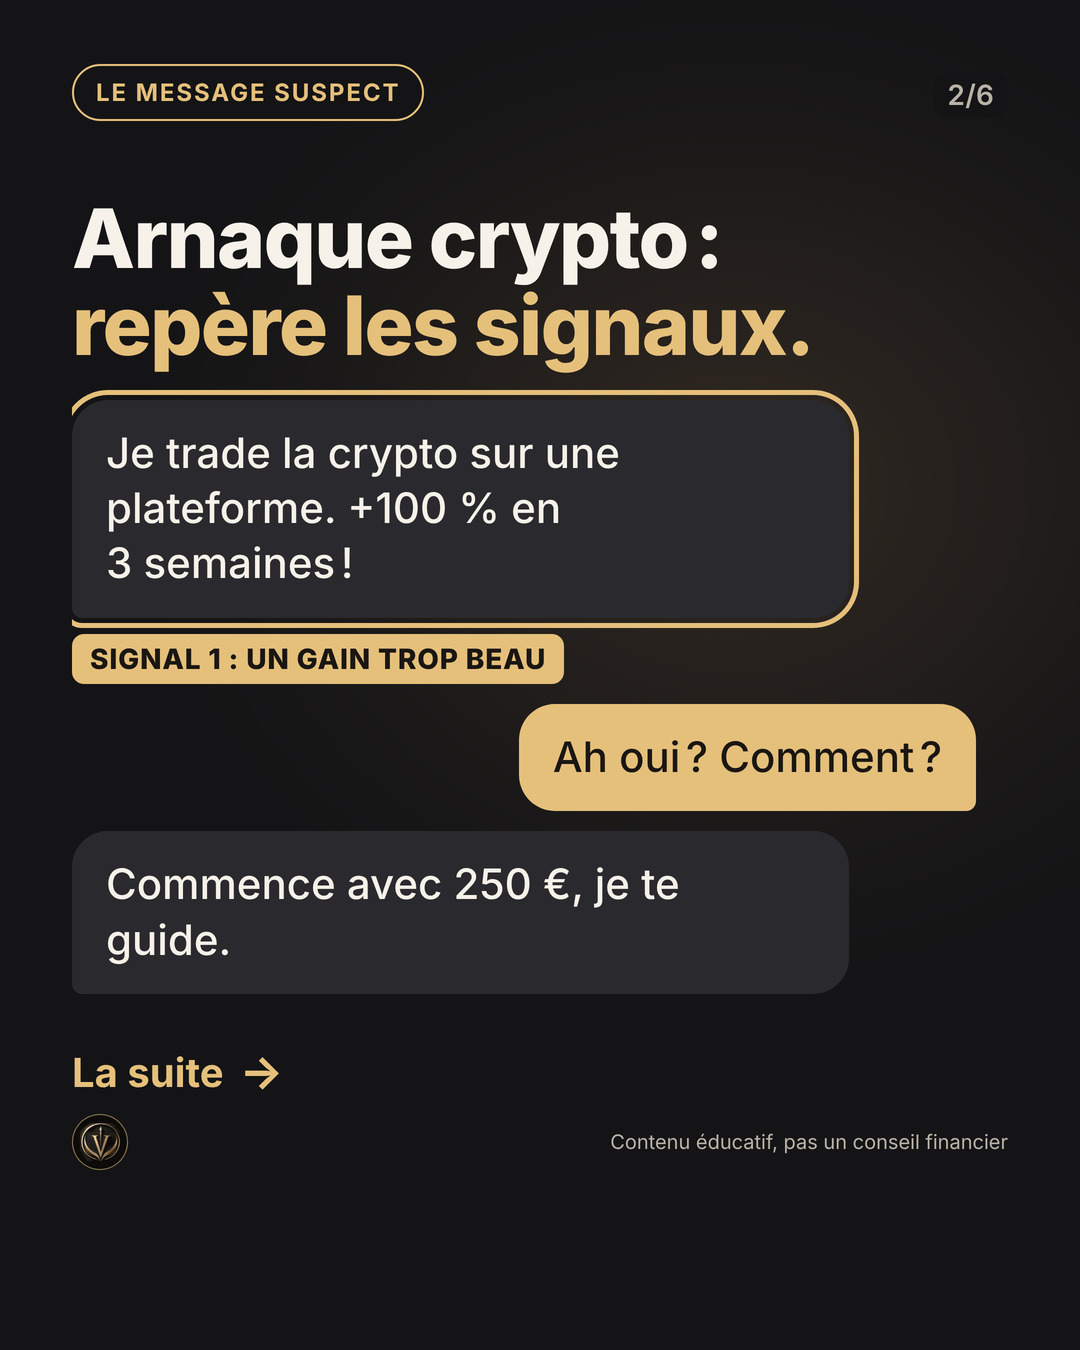 LE MESSAGE SUSPECT
2/6
Arnaque crypto :
repère les signaux.
Je trade la crypto sur une
plateforme. +100 % en
3 semaines !
SIGNAL 1 : UN GAIN TROP BEAU
Ah oui ? Comment ?
Commence avec 250 €, je te
guide.
La suite →
V
Contenu éducatif, pas un conseil financier